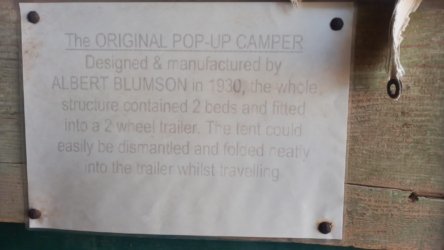 The ORIGINAL POP-UP CAMPER
Designed & manufactured by
ALBERT BLUMSON in 1930, the whole
structure contained 2 beds and fitted
into a 2 wheel trailer. The tent could
easily be dismantled and folded neatly
into the trailer whilst travelling.